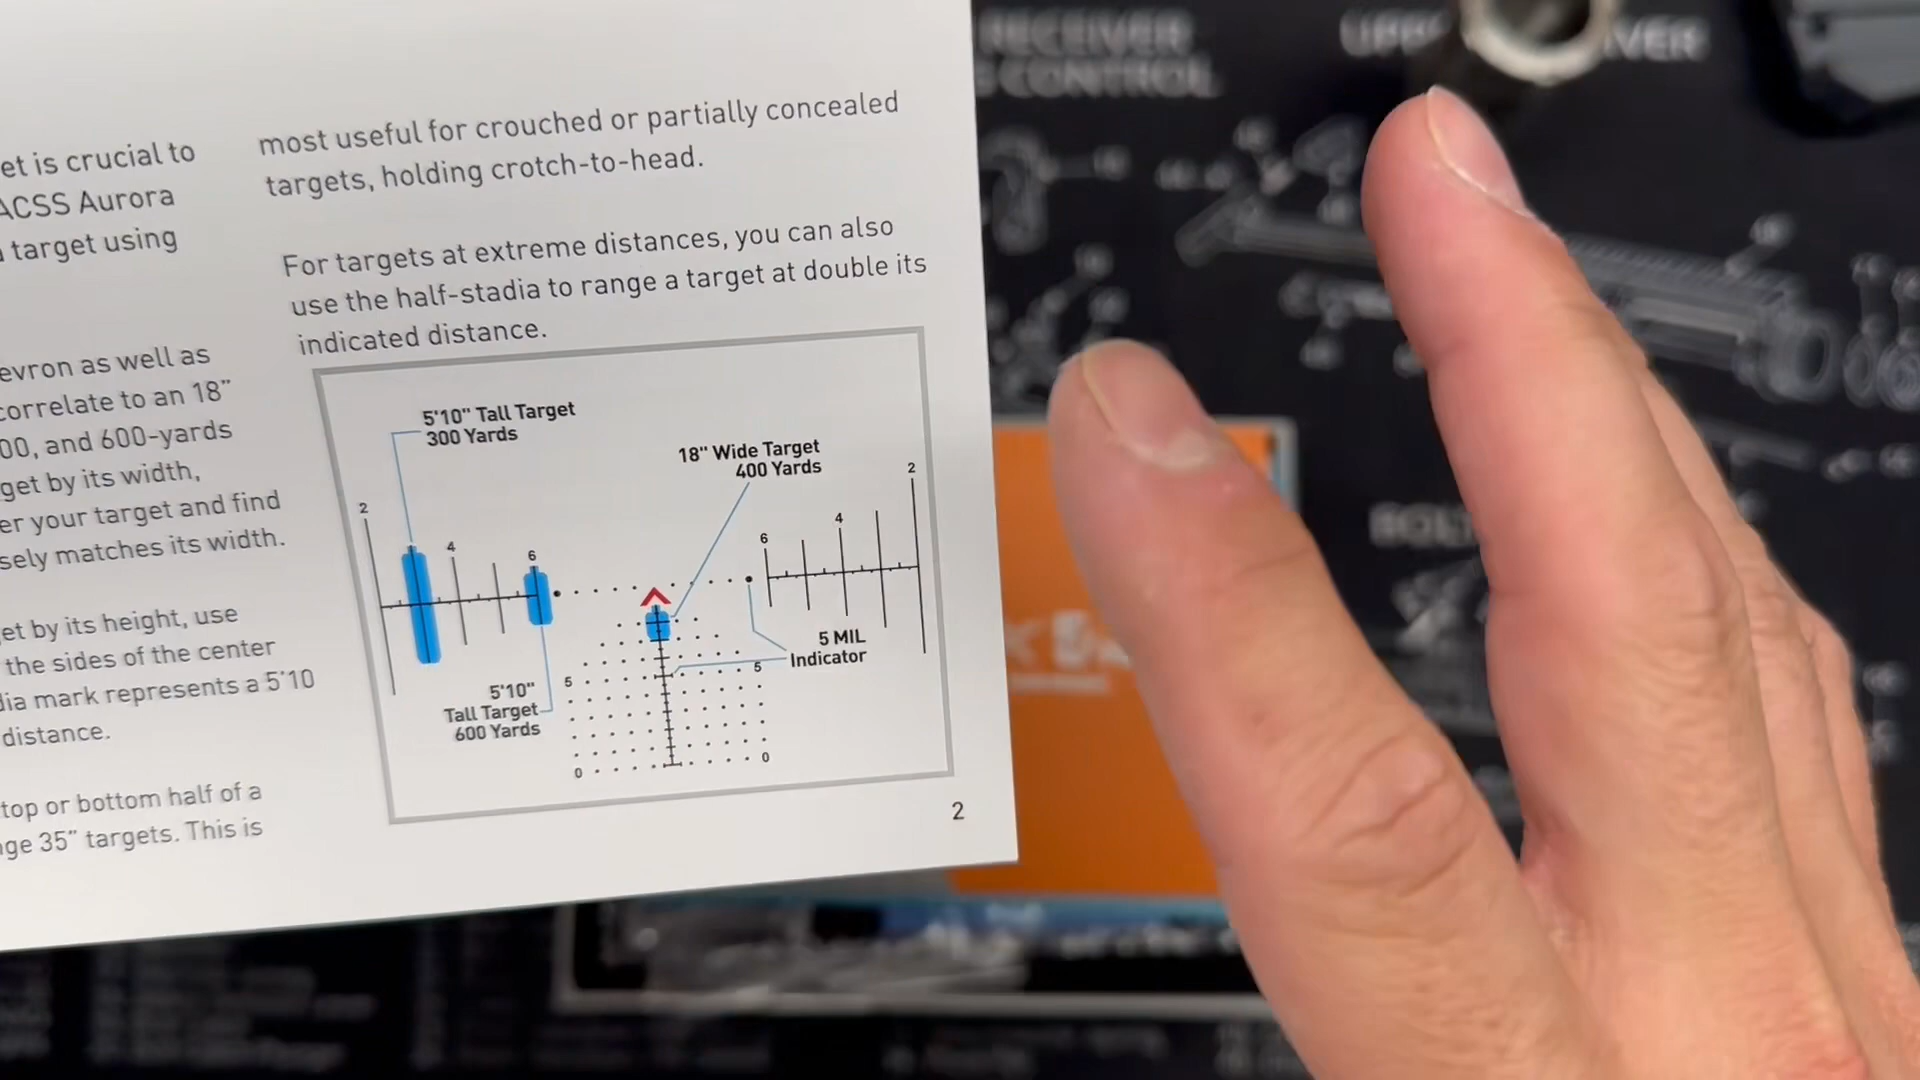 et is crucial to
ACSS Aurora
target using
evron as well as
correlate to an 18"
00, and 600-yards
get by its width,
er your target and find
sely matches its width.
et by its height, use
the sides of the center
dia mark represents a 5'10
distance.
top or bottom half of a
nge 35" targets. This is
most useful for crouched or partially concealed
targets, holding crotch-to-head.
For targets at extreme distances, you can also
use the half-stadia to range a target at double its
indicated distance.
5'10" Tall Target
300 Yards
18" Wide Target
400 Yards
2
4
6
6
4
2
5 MIL
Indicator
5
5
5'10"
Tall Target
600 Yards
0
0
2
RECEIVER
CONTROL
UPP
VER
BOLT